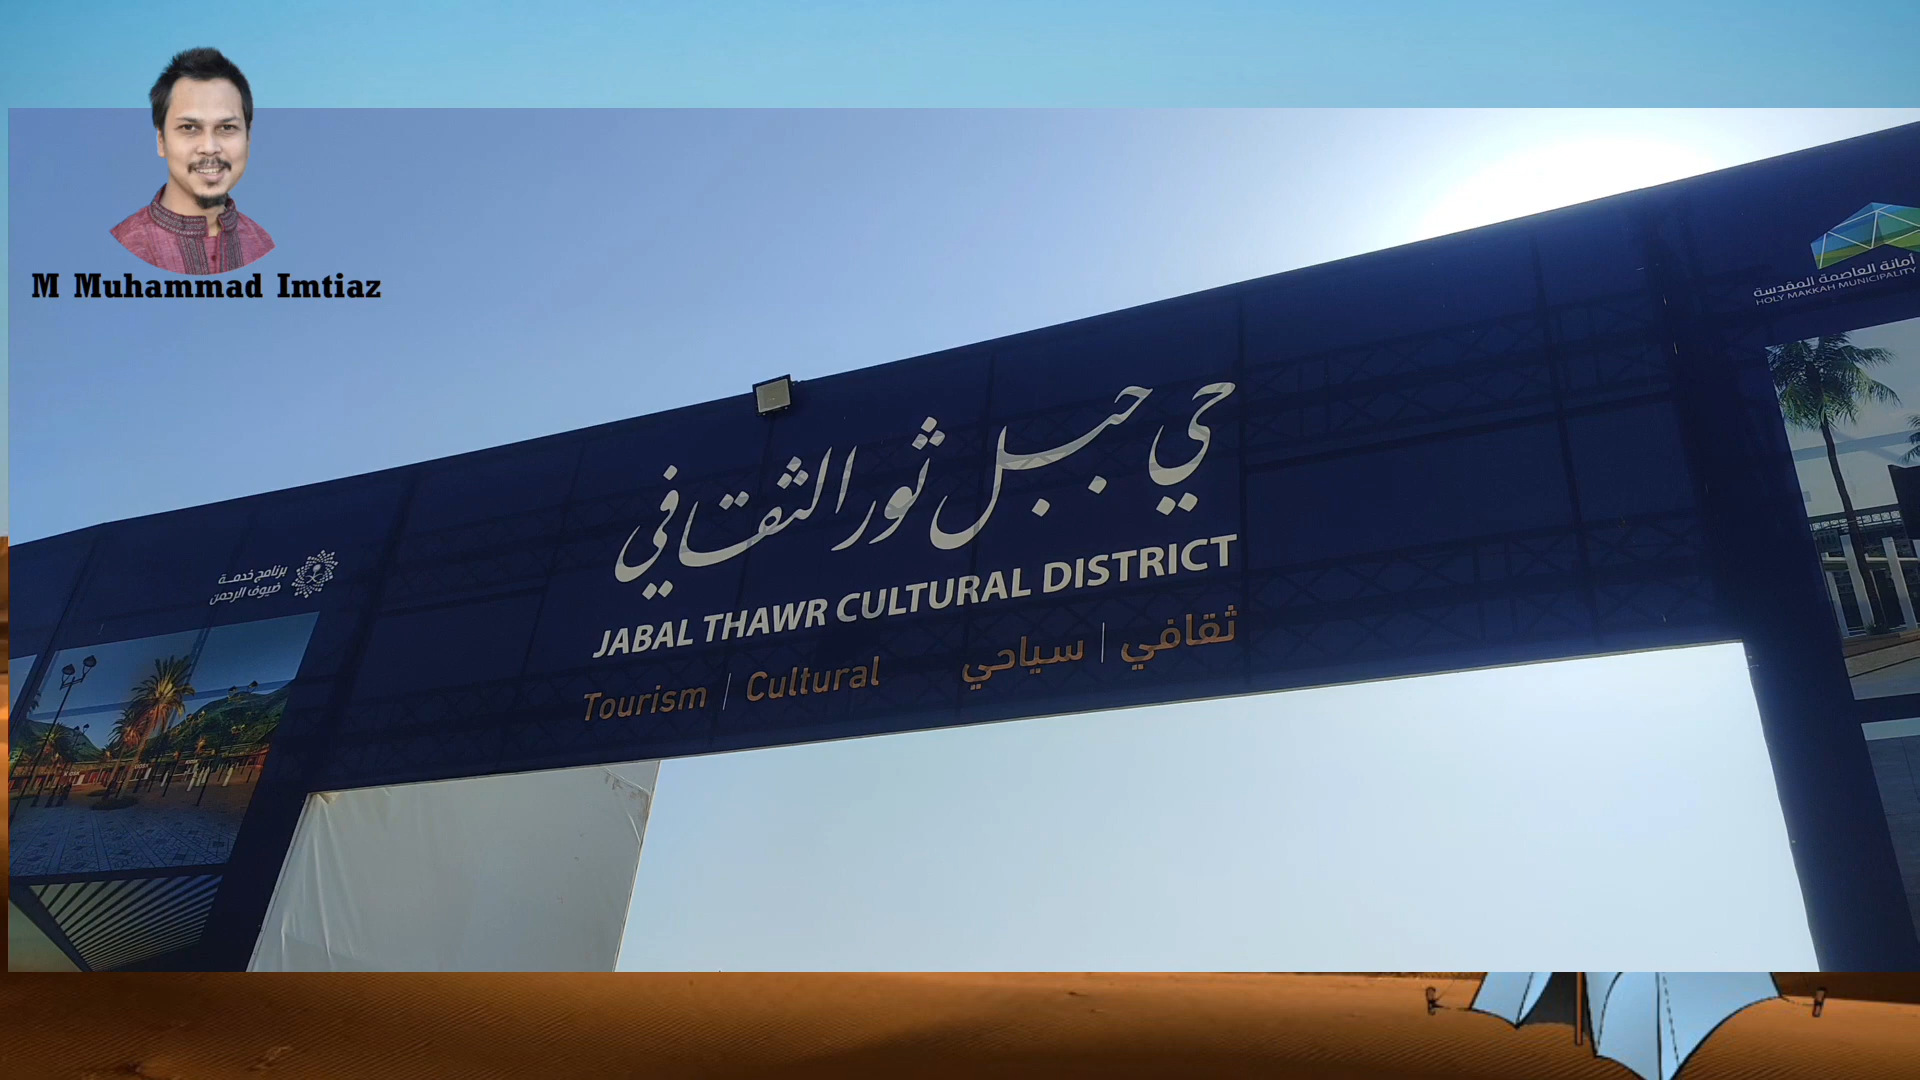 M Muhammad Imtiaz
أمانة العاصمة المقدسة
HOLY MAKKAH MUNICIPALITY
حي جبل ثور الثقافي
JABAL THAWR CULTURAL DISTRICT
Tourism | Cultural ثقافي | سياحي
برنامج خدمة
ضيوف الرحمن